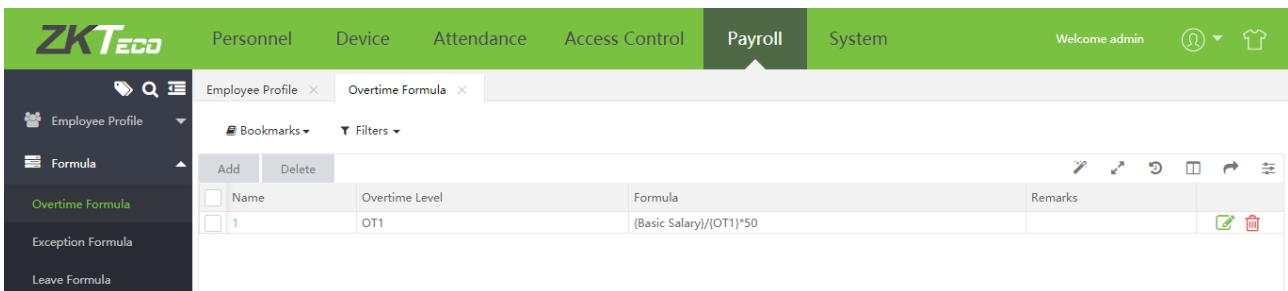 ZKTECO Personnel Device Attendance Access Control Payroll System Welcome admin
Employee Profile Overtime Formula
Employee Profile
Bookmarks Filters
Formula
Add Delete
Name Overtime Level Formula Remarks
Overtime Formula
1 OT1 {Basic Salary}/{OT1}*50
Exception Formula
Leave Formula